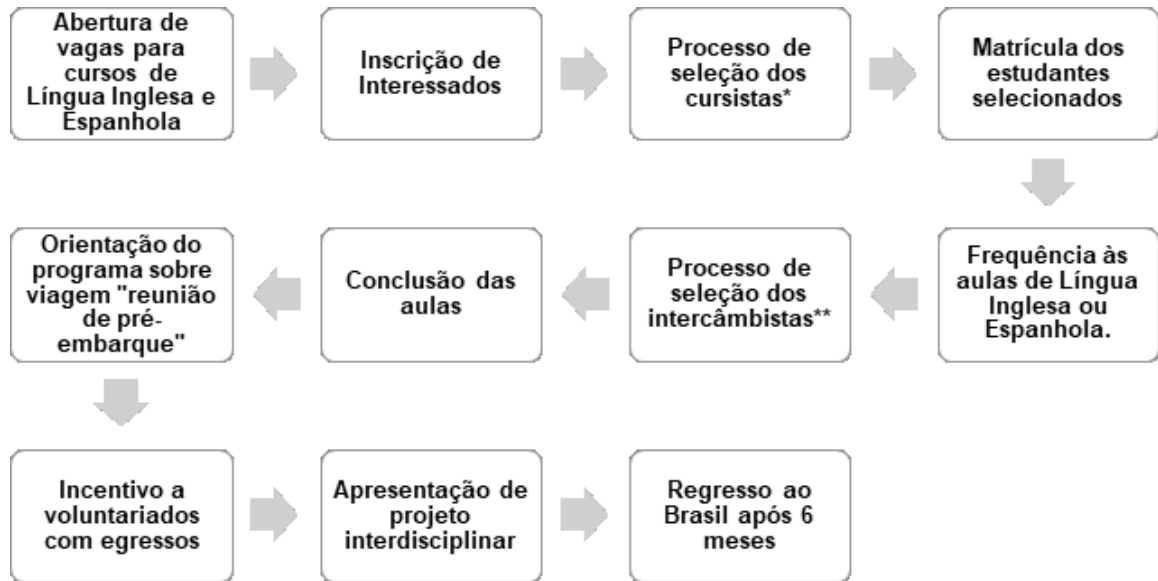 Abertura de
vagas para
cursos de
Língua Inglesa e
Espanhola
Inscrição de
Interessados
Processo de
seleção dos
cursistas*
Matrícula dos
estudantes
selecionados
Frequência às
aulas de Língua
Inglesa ou
Espanhola.
Processo de
seleção dos
intercâmbistas**
Conclusão das
aulas
Orientação do
programa sobre
viagem "reunião
de pré-
embarque"
Incentivo a
voluntariados
com egressos
Apresentação de
projeto
interdisciplinar
Regresso ao
Brasil após 6
meses